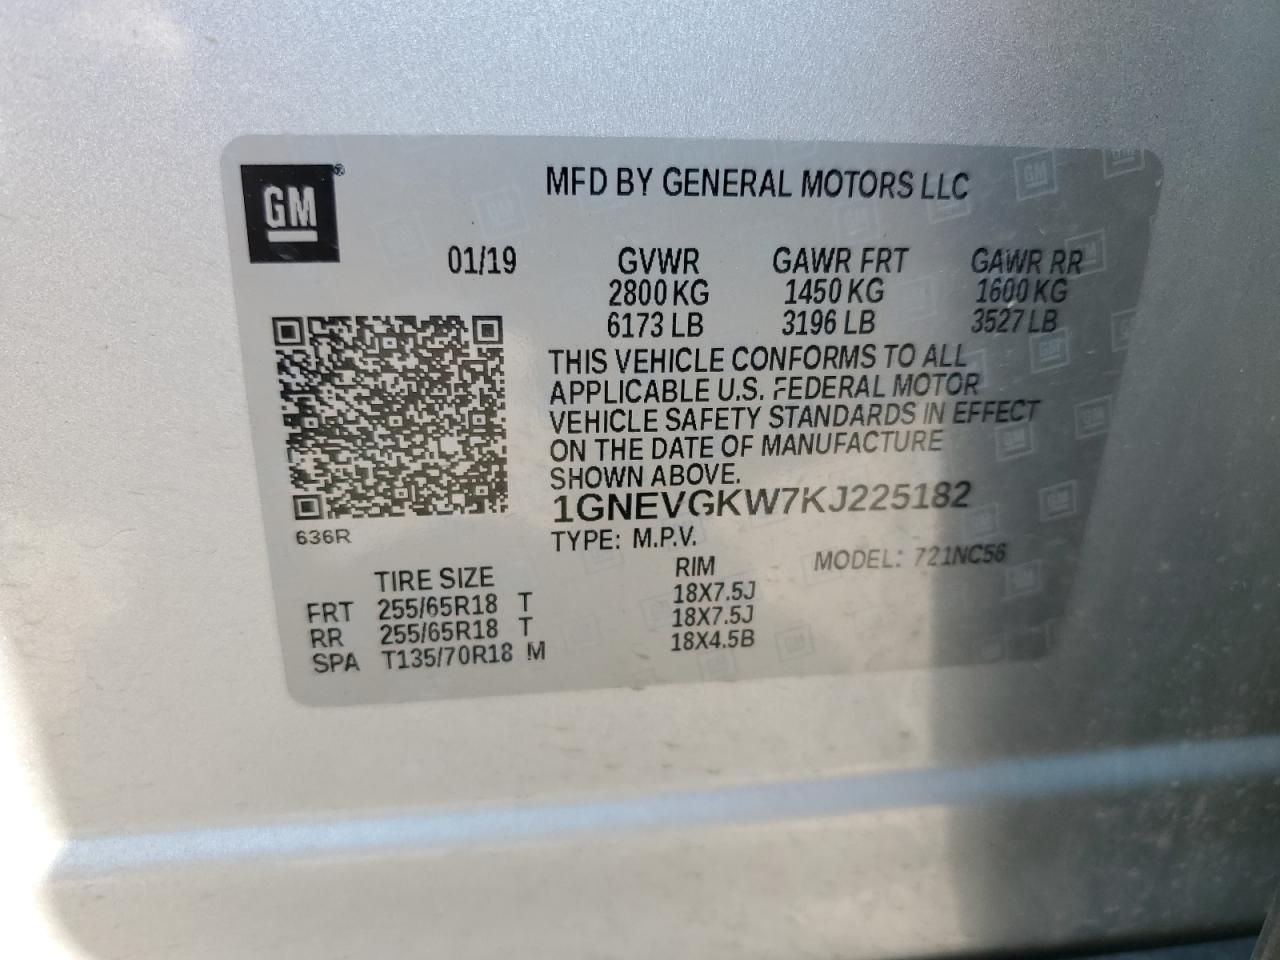 GM
MFD BY GENERAL MOTORS LLC
01/19 GVWR GAWR FRT GAWR RR
2800 KG 1450 KG 1600 KG
6173 LB 3196 LB 3527 LB
THIS VEHICLE CONFORMS TO ALL
APPLICABLE U.S. FEDERAL MOTOR
VEHICLE SAFETY STANDARDS IN EFFECT
ON THE DATE OF MANUFACTURE
SHOWN ABOVE.
1GNEVGKW7KJ225182
636R
TYPE: M.P.V.
MODEL: 721NC56
TIRE SIZE RIM
FRT 255/65R18 T 18X7.5J
RR 255/65R18 T 18X7.5J
SPA T135/70R18 M 18X4.5B